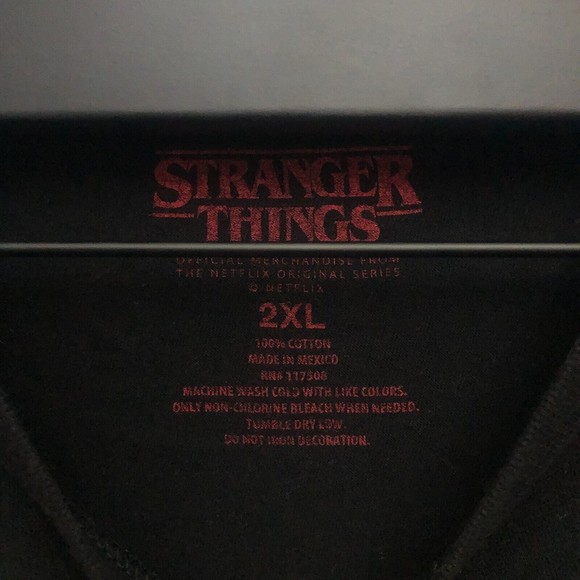 STRANGER
THINGS
OFFICIAL MERCHANDISE FROM
THE NETFLIX ORIGINAL SERIES
© NETFLIX
2XL
100% COTTON
MADE IN MEXICO
RN# 117508
MACHINE WASH COLD WITH LIKE COLORS.
ONLY NON-CHLORINE BLEACH WHEN NEEDED.
TUMBLE DRY LOW.
DO NOT IRON DECORATION.